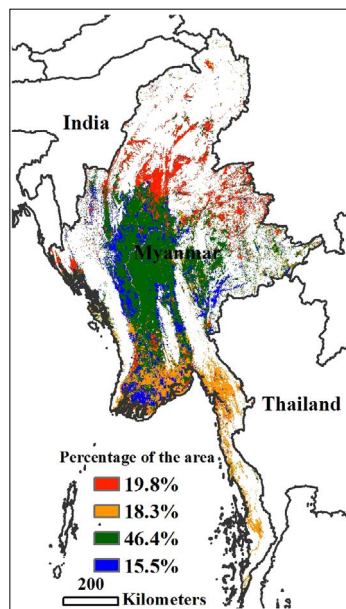 India
Myanmar
Thailand
Percentage of the area
19.8%
18.3%
46.4%
15.5%
200
Kilometers